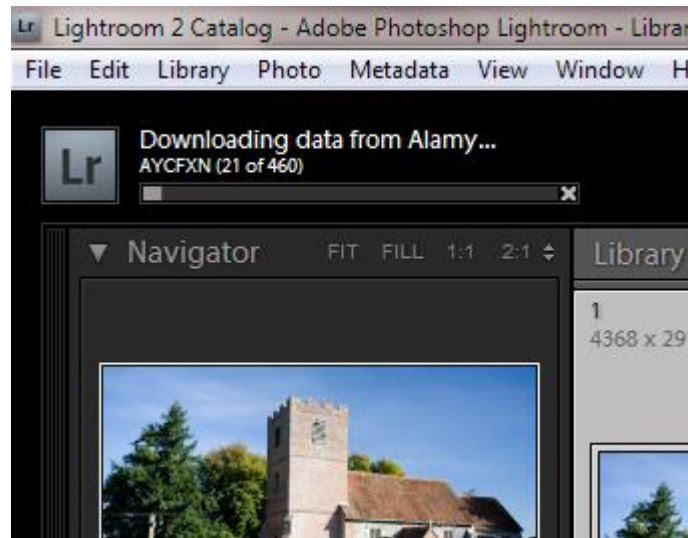 Lr Lightroom 2 Catalog - Adobe Photoshop Lightroom -
File Edit Library Photo Metadata View Window
Lr
Downloading data from Alamy...
AYCFXN (21 of 460)
Navigator FIT FILL 1:1 2:1
Library
1
4368 x 29